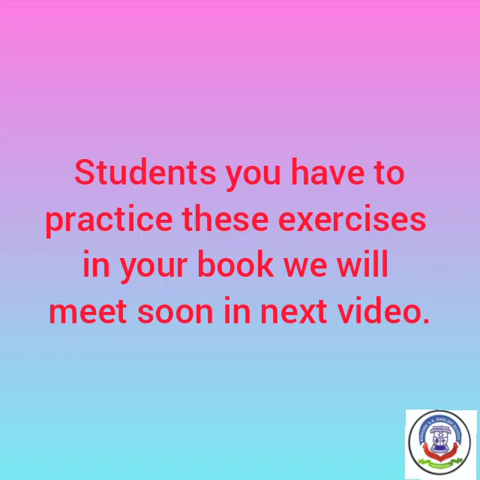 Students you have to
practice these exercises
in your book we will
meet soon in next video.